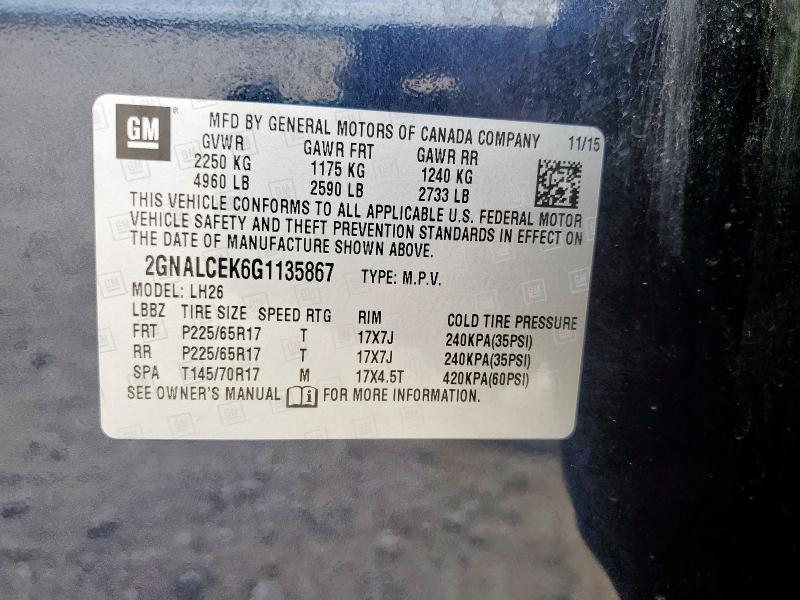 GM ® MFD BY GENERAL MOTORS OF CANADA COMPANY 11/15
GVWR GAWR FRT GAWR RR
2250 KG 1175 KG 1240 KG
4960 LB 2590 LB 2733 LB
THIS VEHICLE CONFORMS TO ALL APPLICABLE U.S. FEDERAL MOTOR
VEHICLE SAFETY AND THEFT PREVENTION STANDARDS IN EFFECT ON
THE DATE OF MANUFACTURE SHOWN ABOVE.
2GNALCEK6G1135867 TYPE: M.P.V.
MODEL: LH26
LBBZ TIRE SIZE SPEED RTG RIM COLD TIRE PRESSURE
FRT P225/65R17 T 17X7J 240KPA(35PSI)
RR P225/65R17 T 17X7J 240KPA(35PSI)
SPA T145/70R17 M 17X4.5T 420KPA(60PSI)
SEE OWNER'S MANUAL i FOR MORE INFORMATION.